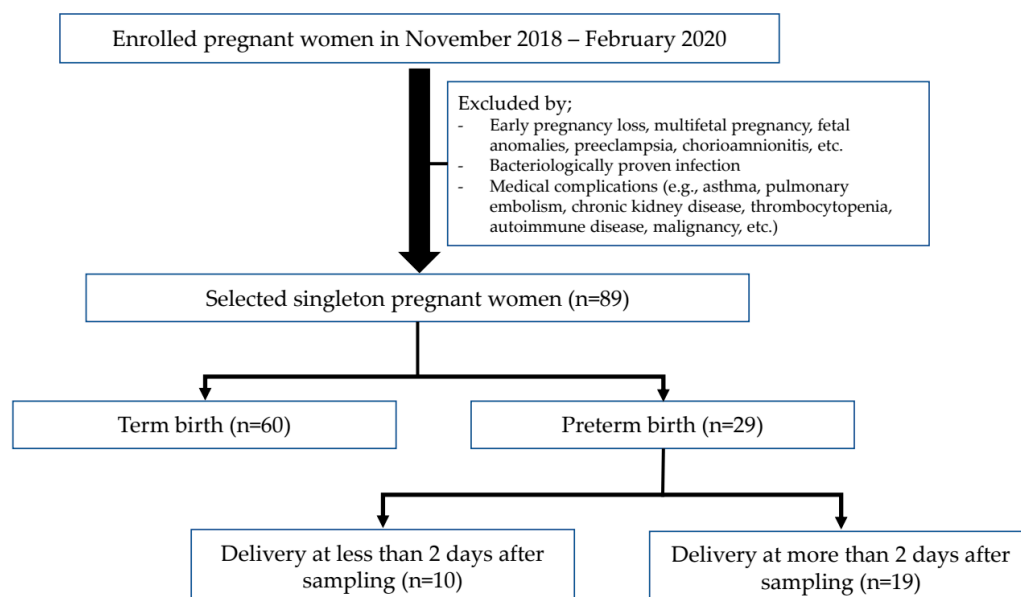 Enrolled pregnant women in November 2018 – February 2020
Excluded by;
- Early pregnancy loss, multifetal pregnancy, fetal
anomalies, preeclampsia, chorioamnionitis, etc.
- Bacteriologically proven infection
- Medical complications (e.g., asthma, pulmonary
embolism, chronic kidney disease, thrombocytopenia,
autoimmune disease, malignancy, etc.)
Selected singleton pregnant women (n=89)
Term birth (n=60)
Preterm birth (n=29)
Delivery at less than 2 days after
sampling (n=10)
Delivery at more than 2 days after
sampling (n=19)